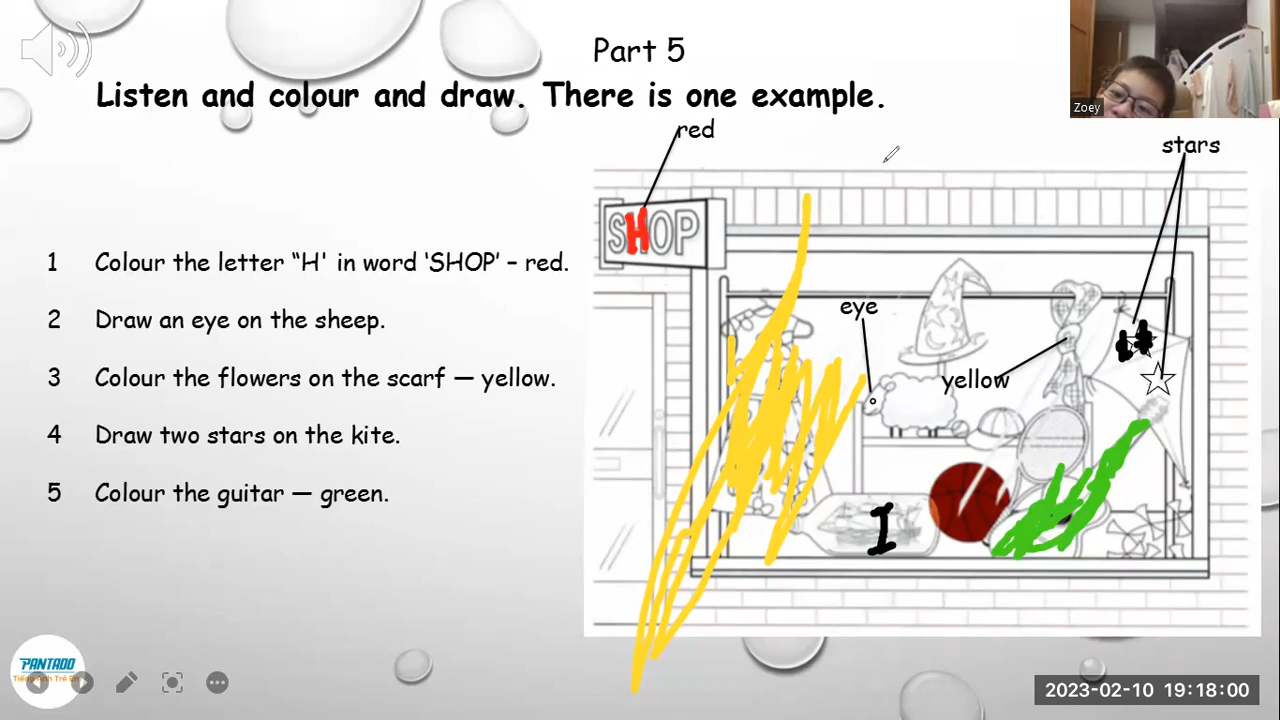 Part 5
Listen and colour and draw. There is one example.
Zoey
red
stars
SHOP
1 Colour the letter “H' in word 'SHOP' – red.
eye
2 Draw an eye on the sheep.
3 Colour the flowers on the scarf — yellow.
yellow
4 Draw two stars on the kite.
5 Colour the guitar — green.
I
PANTADO
2023-02-10 19:18:00